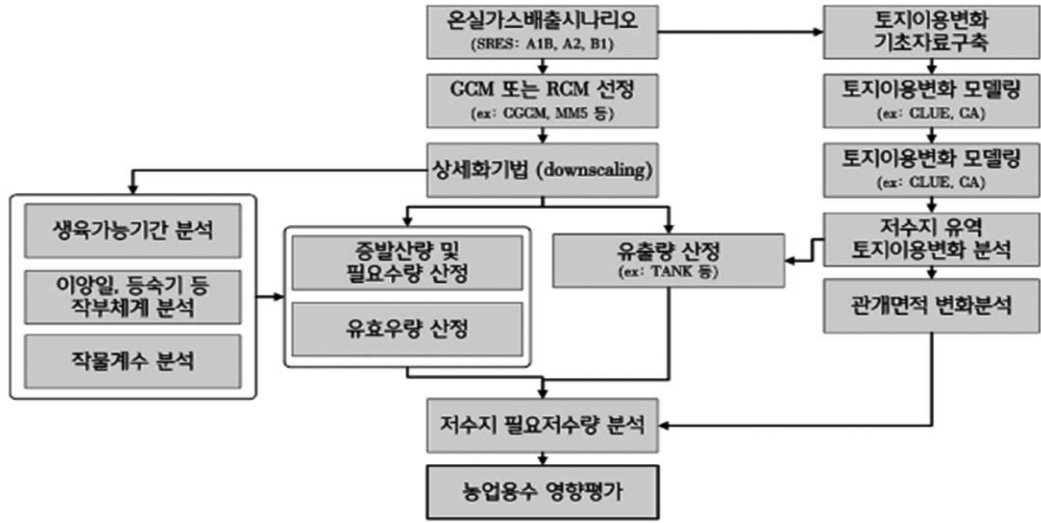 온실가스배출시나리오
(SRES: A1B, A2, B1)
토지이용변화
기초자료구축
GCM 또는 RCM 선정
(ex: CGCM, MM5 등)
토지이용변화 모델링
(ex: CLUE, CA)
상세화기법 (downscaling)
토지이용변화 모델링
(ex: CLUE, CA)
생육가능기간 분석
이앙일, 등숙기 등
작부체계 분석
작물계수 분석
증발산량 및
필요수량 산정
유효우량 산정
유출량 산정
(ex: TANK 등)
저수지 유역
토지이용변화 분석
관개면적 변화분석
저수지 필요저수량 분석
농업용수 영향평가